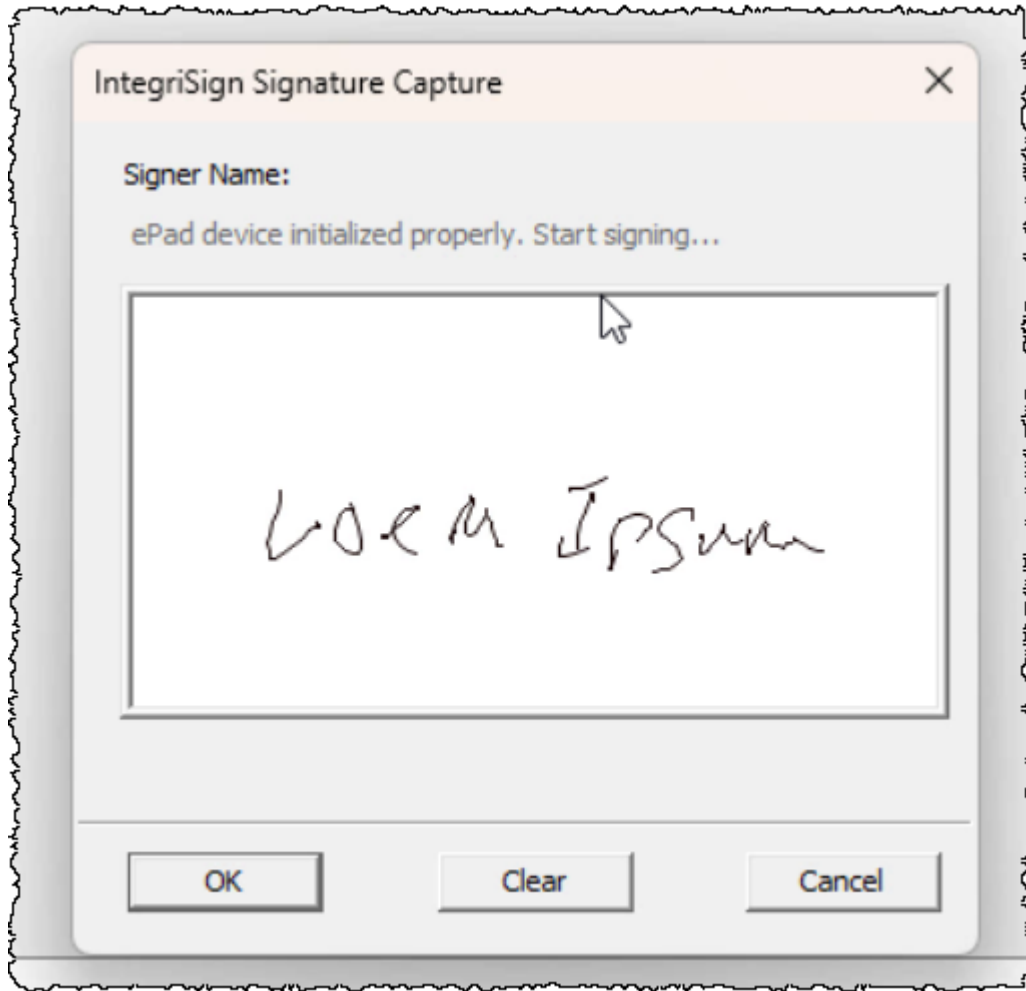 IntegriSign Signature Capture
Signer Name:
ePad device initialized properly. Start signing...
Loem Ipsum
OK Clear Cancel